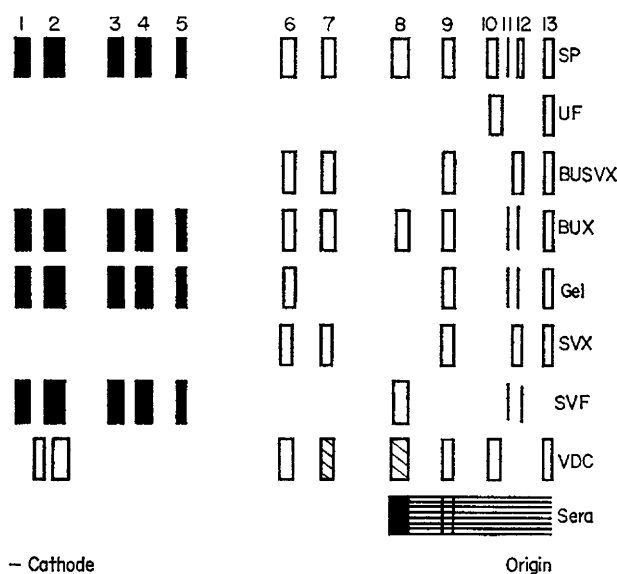 1 2 3 4 5 6 7 8 9 10 11 12 13
SP
UF
BUSVX
BUX
Gel
SVX
SVF
VDC
Sera
– Cathode Origin